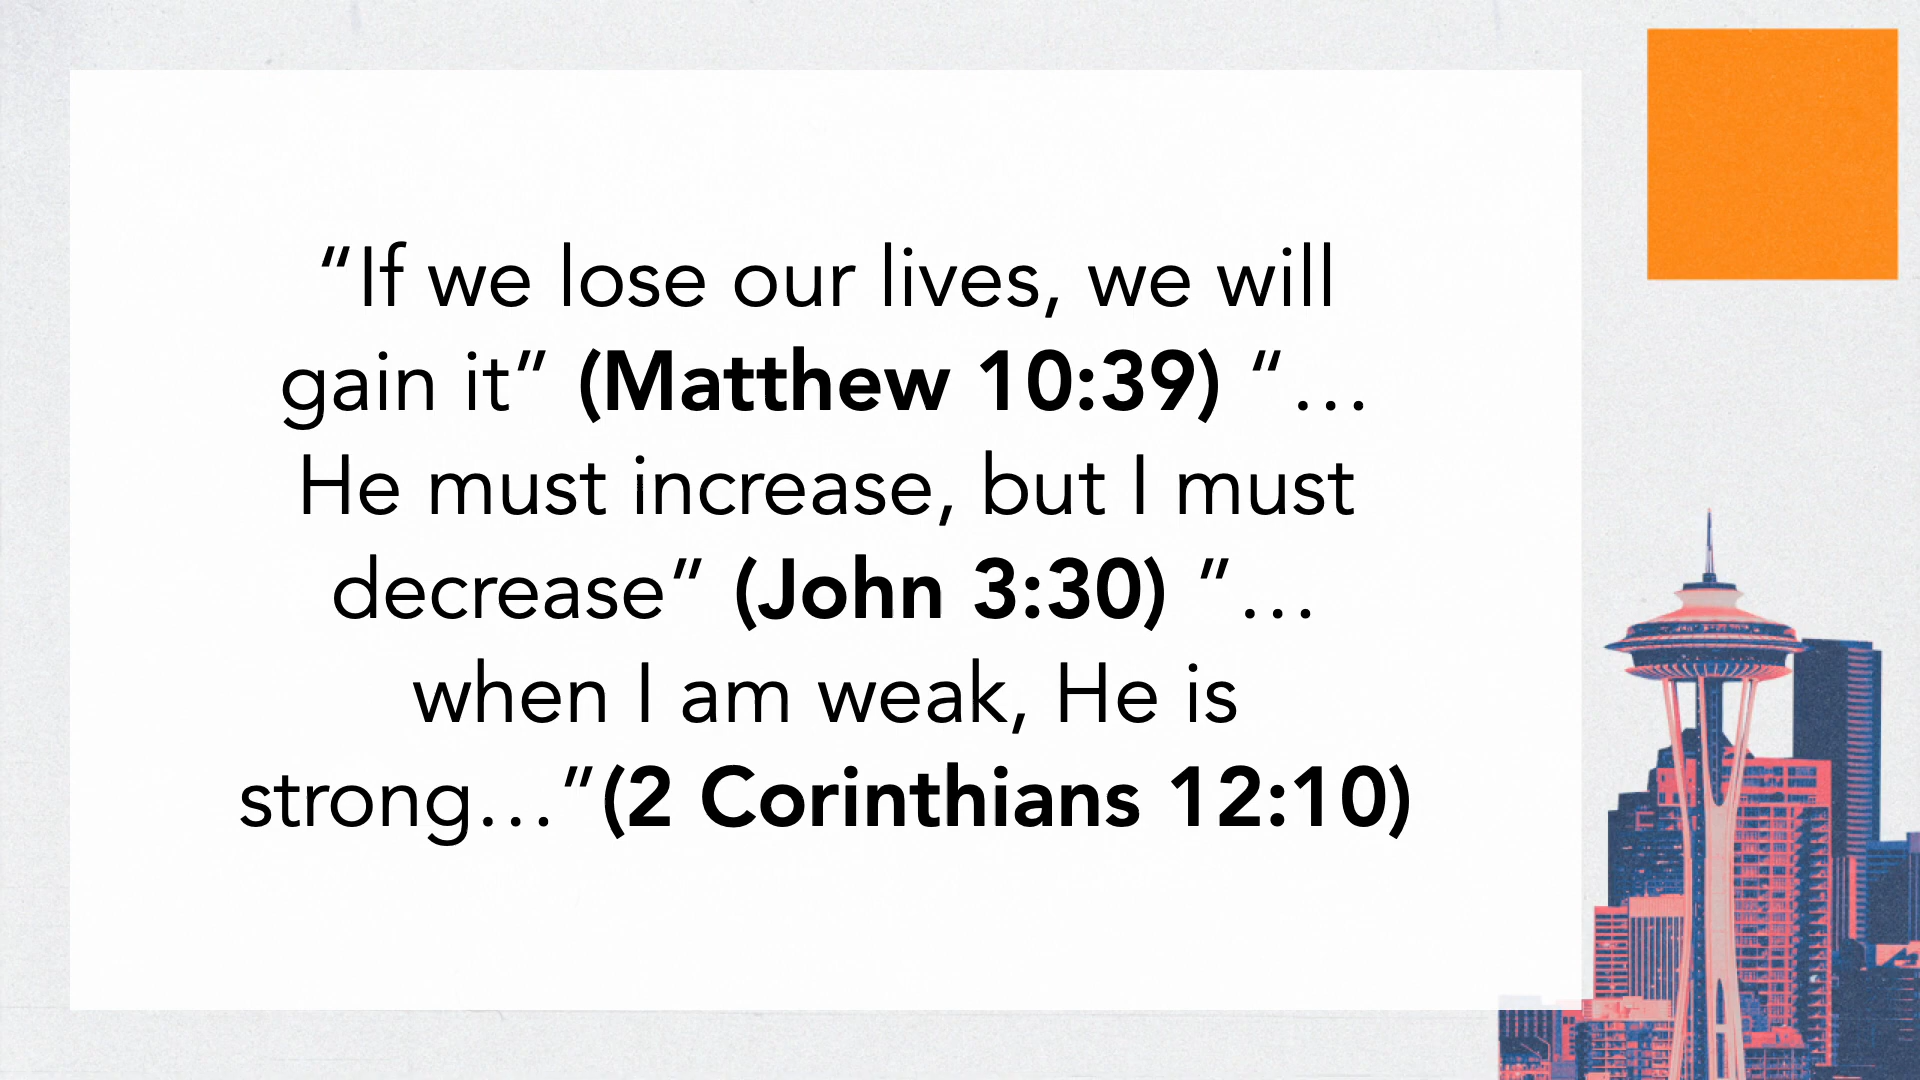 “If we lose our lives, we will
gain it” (Matthew 10:39) “…
He must increase, but I must
decrease” (John 3:30) ”…
when I am weak, He is
strong…”(2 Corinthians 12:10)